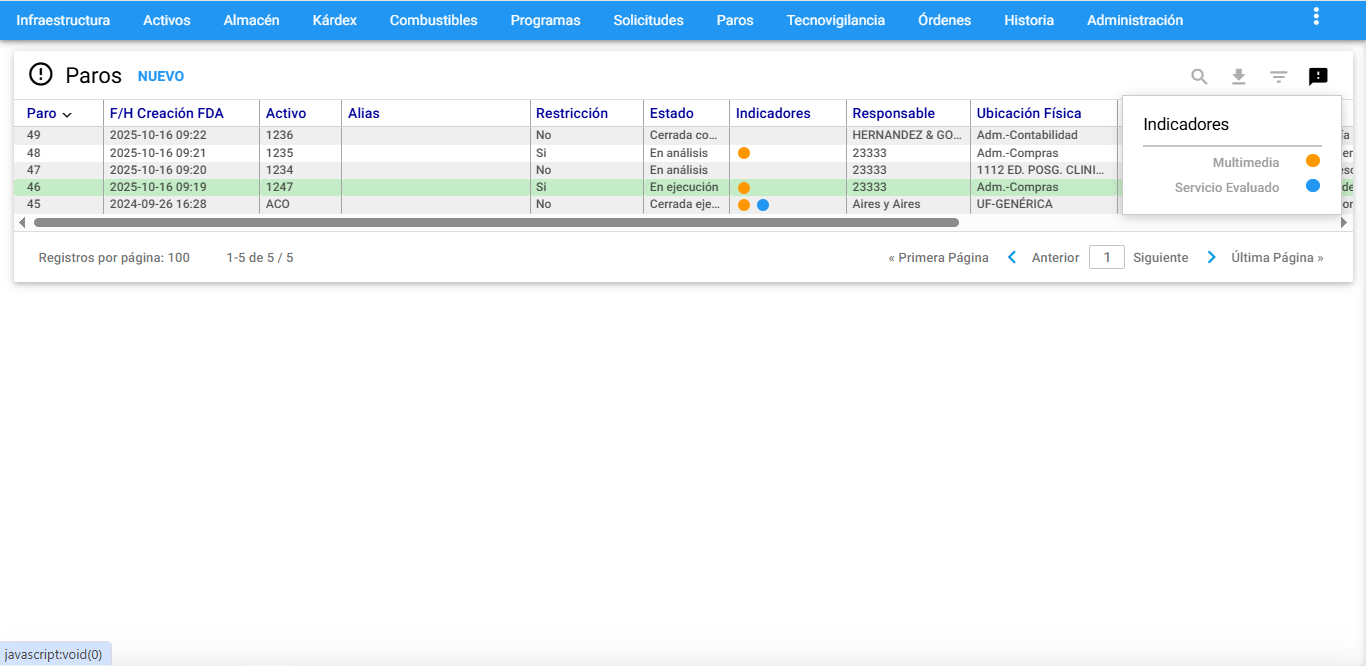 Infraestructura Activos Almacén Kárdex Combustibles Programas Solicitudes Paros Tecnovigilancia Órdenes Historia Administración
Paros NUEVO
Paro F/H Creación FDA Activo Alias Restricción Estado Indicadores Responsable Ubicación Física
49 2025-10-16 09:22 1236 No Cerrada co... HERNANDEZ & GO... Adm.-Contabilidad
48 2025-10-16 09:21 1235 Si En análisis 23333 Adm.-Compras
47 2025-10-16 09:20 1234 No En análisis 23333 1112 ED. POSG. CLINI...
46 2025-10-16 09:19 1247 Si En ejecución 23333 Adm.-Compras
45 2024-09-26 16:28 ACO No Cerrada eje... Aires y Aires UF-GENÉRICA
Indicadores
Multimedia
Servicio Evaluado
Registros por página: 100 1-5 de 5 / 5 « Primera Página Anterior 1 Siguiente Última Página »
javascript:void(0)